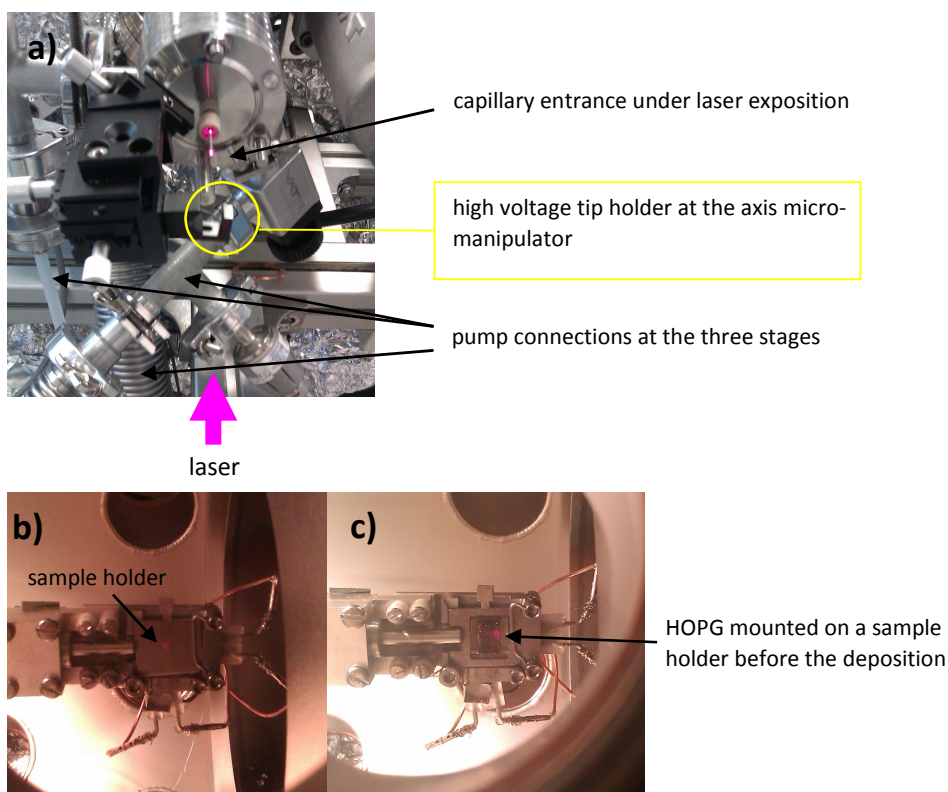 a)
capillary entrance under laser exposition
high voltage tip holder at the axis micro-
manipulator
pump connections at the three stages
laser
b)
sample holder
c)
HOPG mounted on a sample
holder before the deposition
VAT